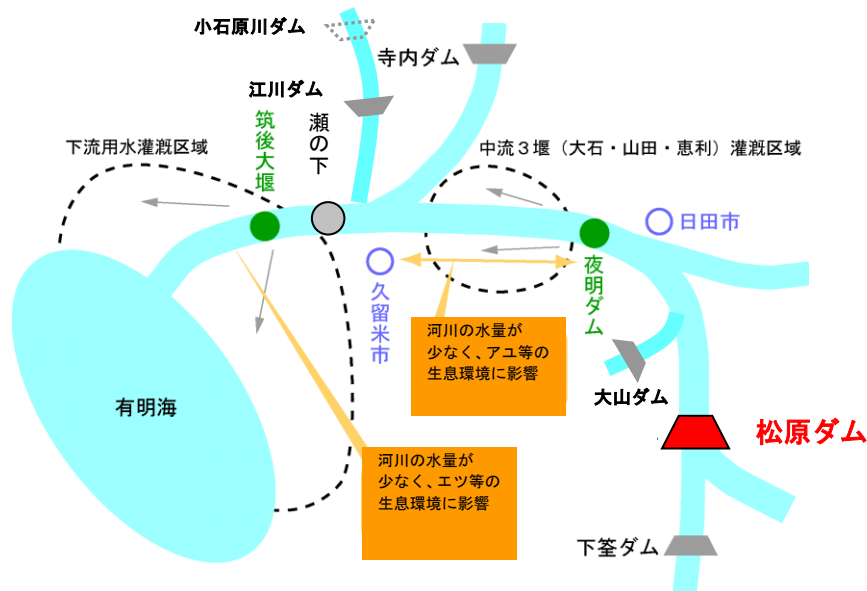 小石原川ダム
寺内ダム
江川ダム
筑後大堰
瀬の下
下流用水灌漑区域
中流３堰（大石・山田・恵利）灌漑区域
日田市
久留米市
夜明ダム
河川の水量が
少なく、アユ等の
生息環境に影響
大山ダム
有明海
松原ダム
河川の水量が
少なく、エツ等の
生息環境に影響
下筌ダム